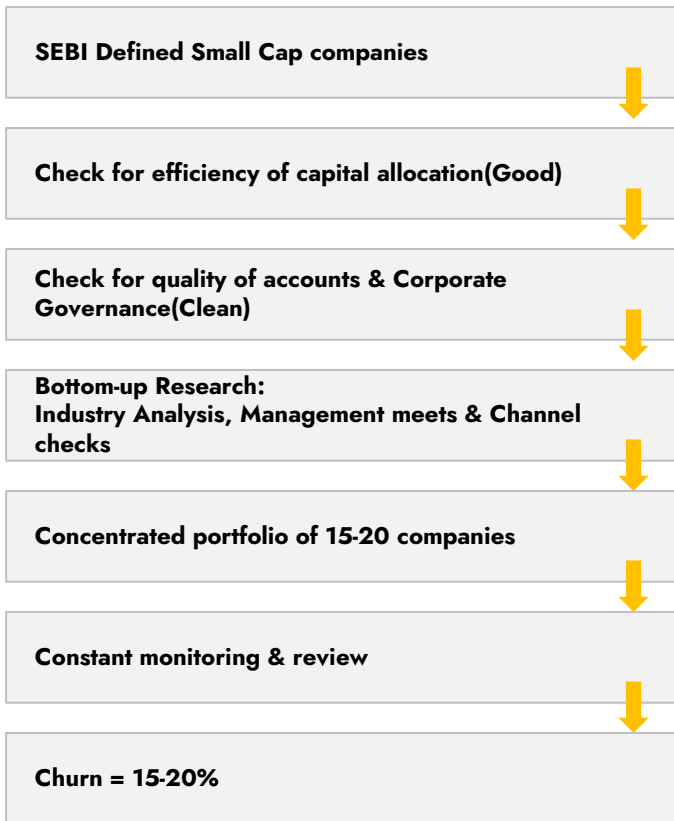 SEBI Defined Small Cap companies
Check for efficiency of capital allocation(Good)
Check for quality of accounts & Corporate
Governance(Clean)
Bottom-up Research:
Industry Analysis, Management meets & Channel
checks
Concentrated portfolio of 15-20 companies
Constant monitoring & review
Churn = 15-20%